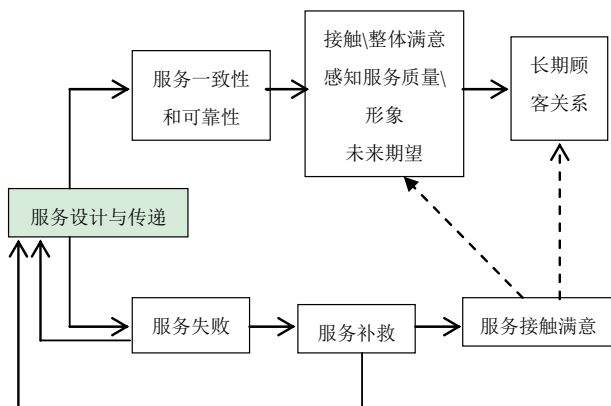 服务一致性
和可靠性
接触\整体满意
感知服务质量\
形象
未来期望
长期顾
客关系
服务设计与传递
服务失败
服务补救
服务接触满意